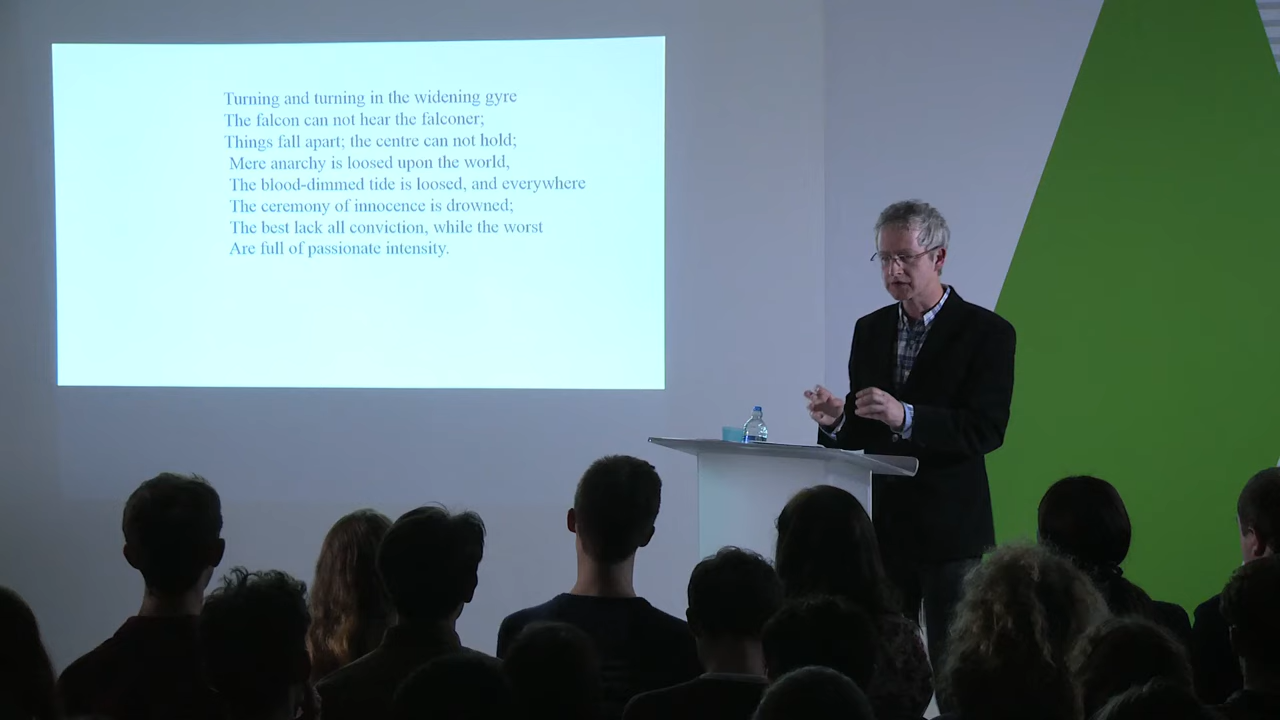 Turning and turning in the widening gyre
The falcon can not hear the falconer;
Things fall apart; the centre can not hold;
Mere anarchy is loosed upon the world,
The blood-dimmed tide is loosed, and everywhere
The ceremony of innocence is drowned;
The best lack all conviction, while the worst
Are full of passionate intensity.